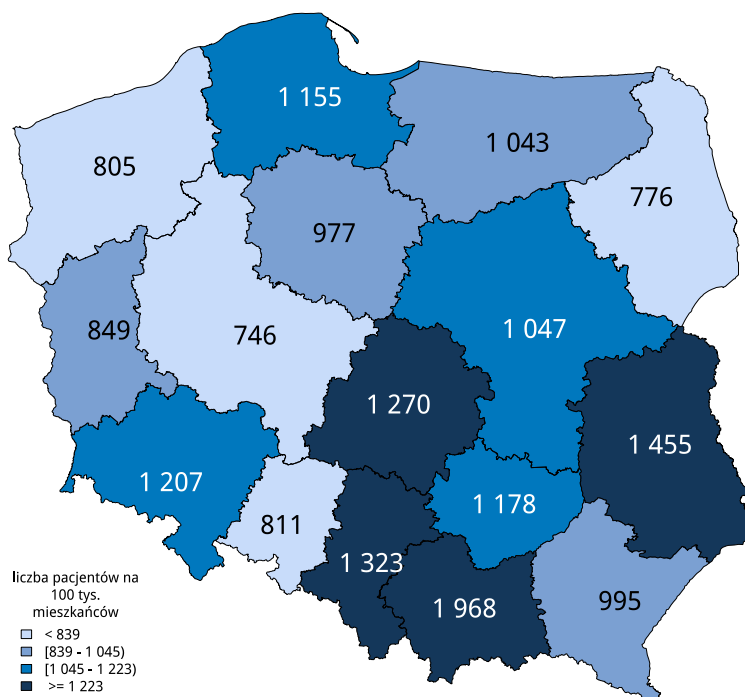 1 155
1 043
805
776
977
849
746
1 047
1 270
1 455
1 207
1 178
811
1 323
1 968
995
liczba pacjentów na
100 tys.
mieszkańców
< 839
[839 - 1 045)
[1 045 - 1 223)
>= 1 223